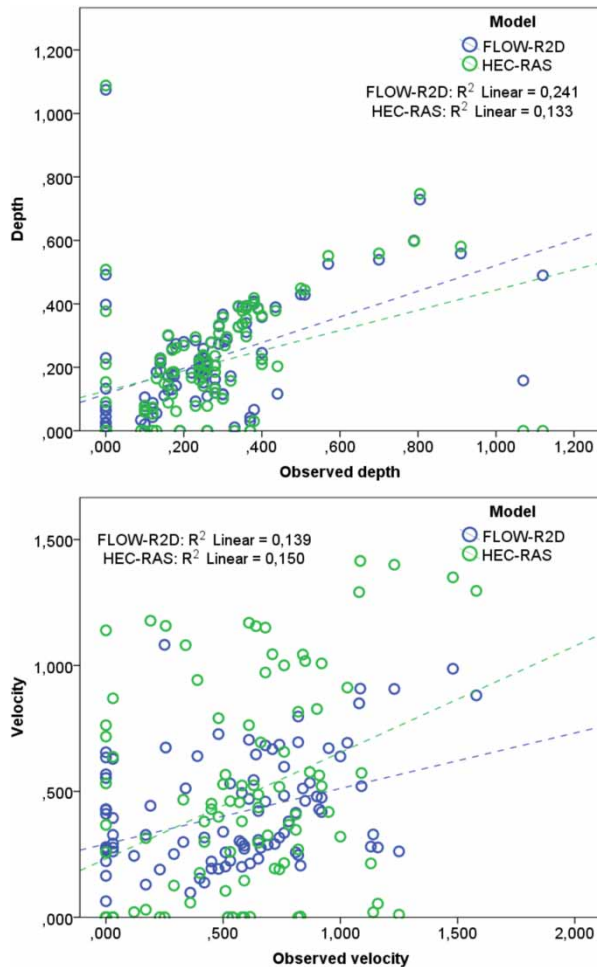 Model
FLOW-R2D
HEC-RAS
FLOW-R2D: R² Linear = 0,241
HEC-RAS: R² Linear = 0,133
1,200
1,000
,800
,600
,400
,200
,000
Depth
,000 ,200 ,400 ,600 ,800 1,000 1,200
Observed depth
Model
FLOW-R2D
HEC-RAS
FLOW-R2D: R² Linear = 0,139
HEC-RAS: R² Linear = 0,150
1,500
1,000
,500
,000
Velocity
,000 ,500 1,000 1,500 2,000
Observed velocity